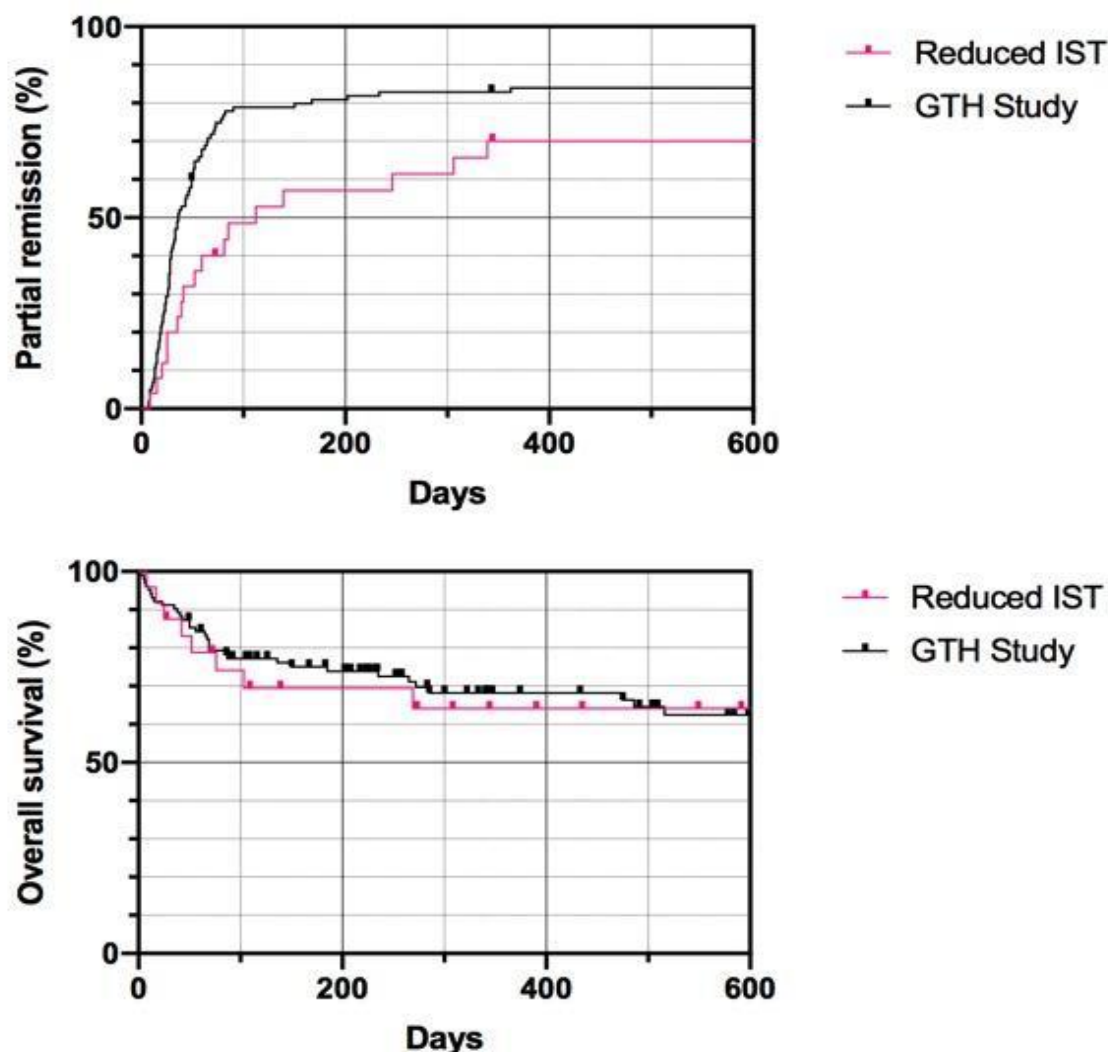 Partial remission (%)
100
50
0
0 200 400 600
Days
Reduced IST
GTH Study
Overall survival (%)
100
50
0
0 200 400 600
Days
Reduced IST
GTH Study